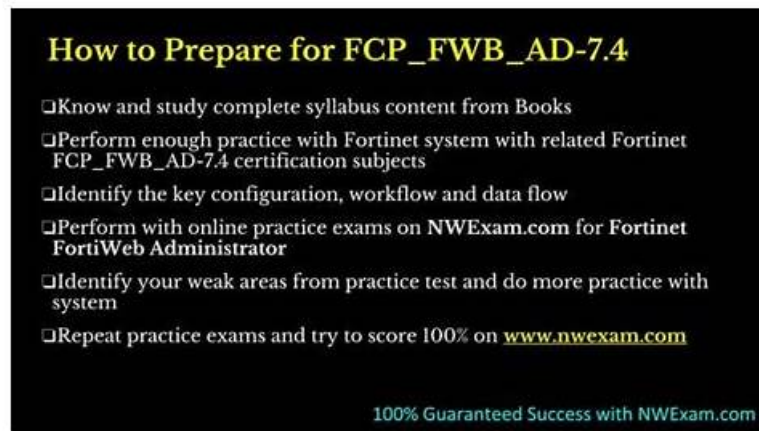 How to Prepare for FCP_FWB_AD-7.4
❑Know and study complete syllabus content from Books
❑Perform enough practice with Fortinet system with related Fortinet
FCP_FWB_AD-7.4 certification subjects
❑Identify the key configuration, workflow and data flow
❑Perform with online practice exams on NWExam.com for Fortinet
FortiWeb Administrator
❑Identify your weak areas from practice test and do more practice with
system
❑Repeat practice exams and try to score 100% on www.nwexam.com
100% Guaranteed Success with NWExam.com